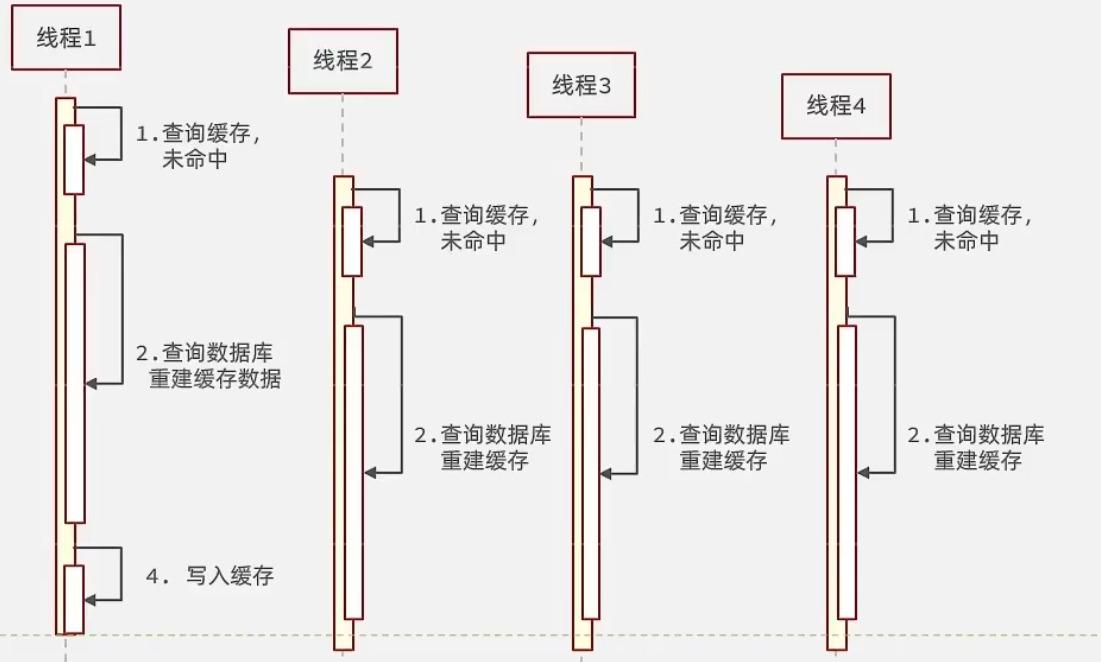 线程1
线程2
线程3
线程4
1.查询缓存,
未命中
1.查询缓存,
未命中
1.查询缓存,
未命中
1.查询缓存,
未命中
2.查询数据库
重建缓存数据
2.查询数据库
重建缓存
2.查询数据库
重建缓存
2.查询数据库
重建缓存
4. 写入缓存